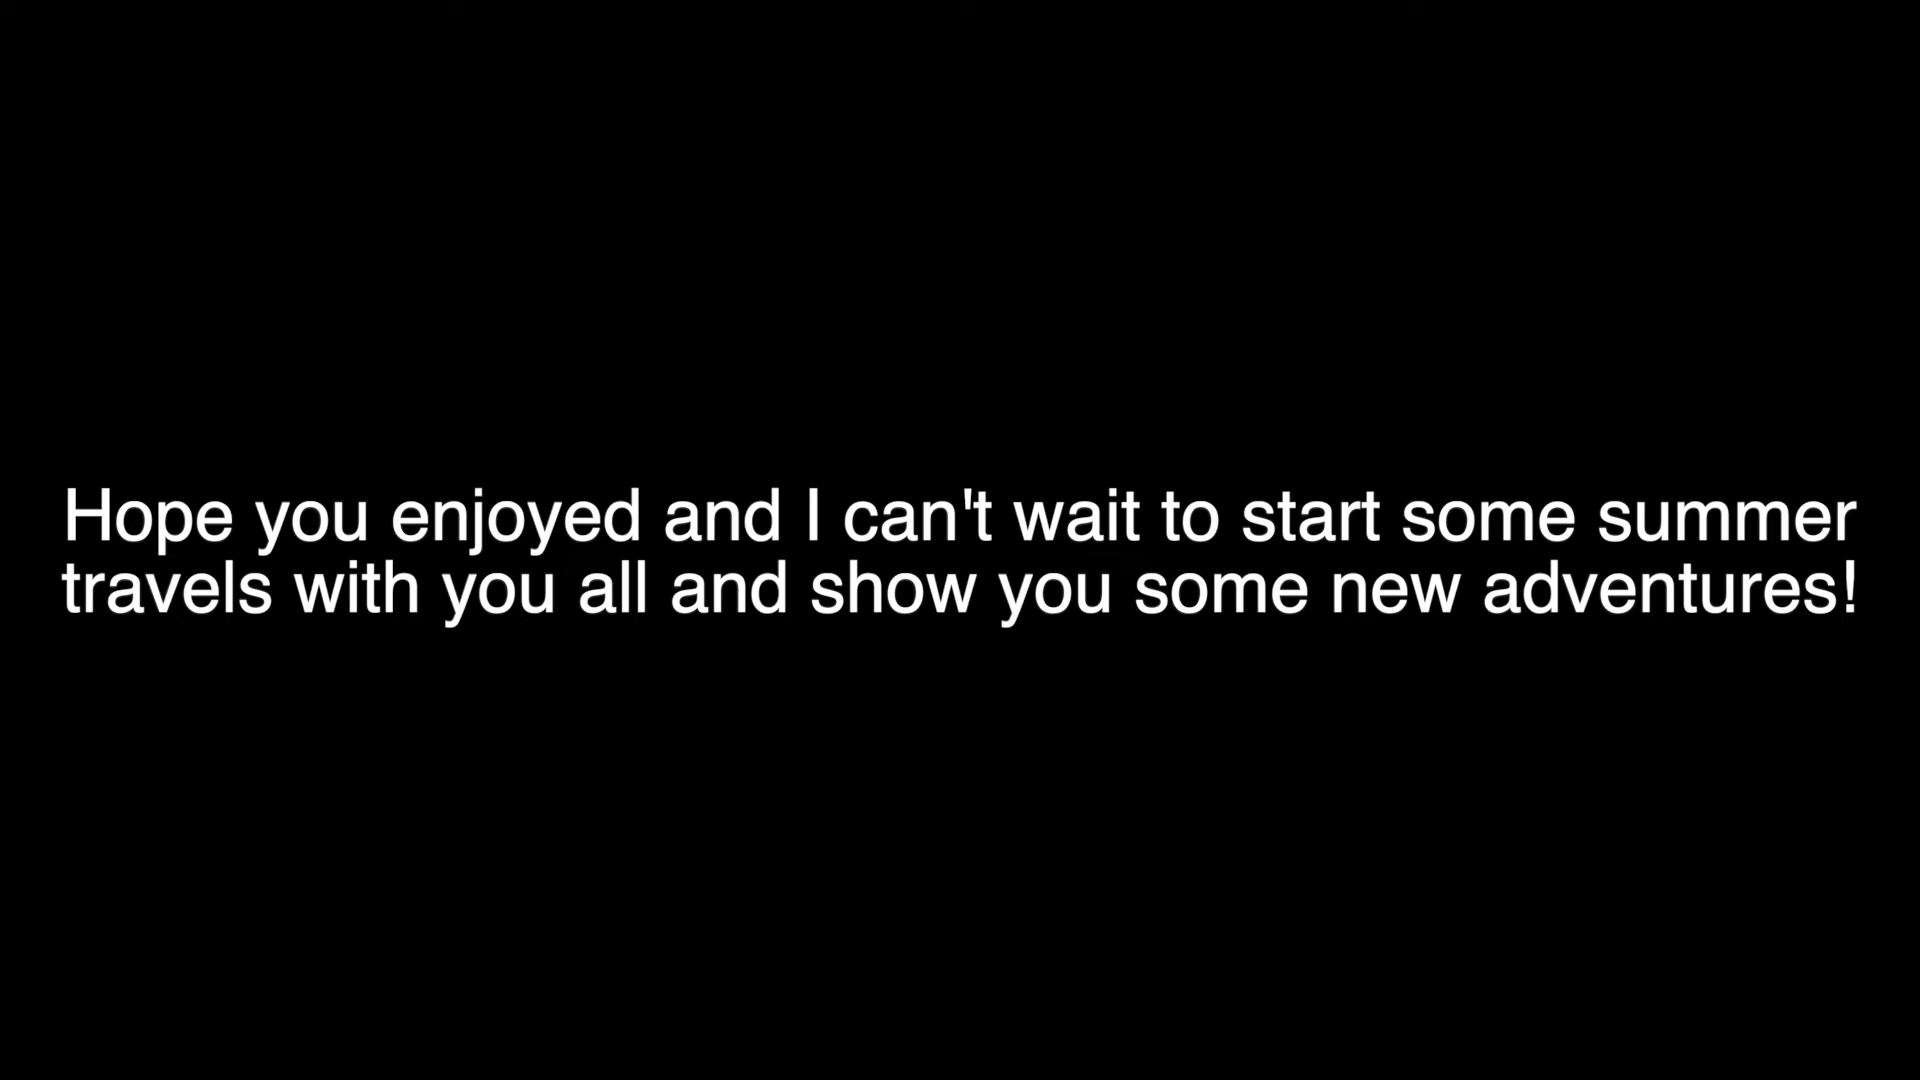 Hope you enjoyed and I can't wait to start some summer
travels with you all and show you some new adventures!